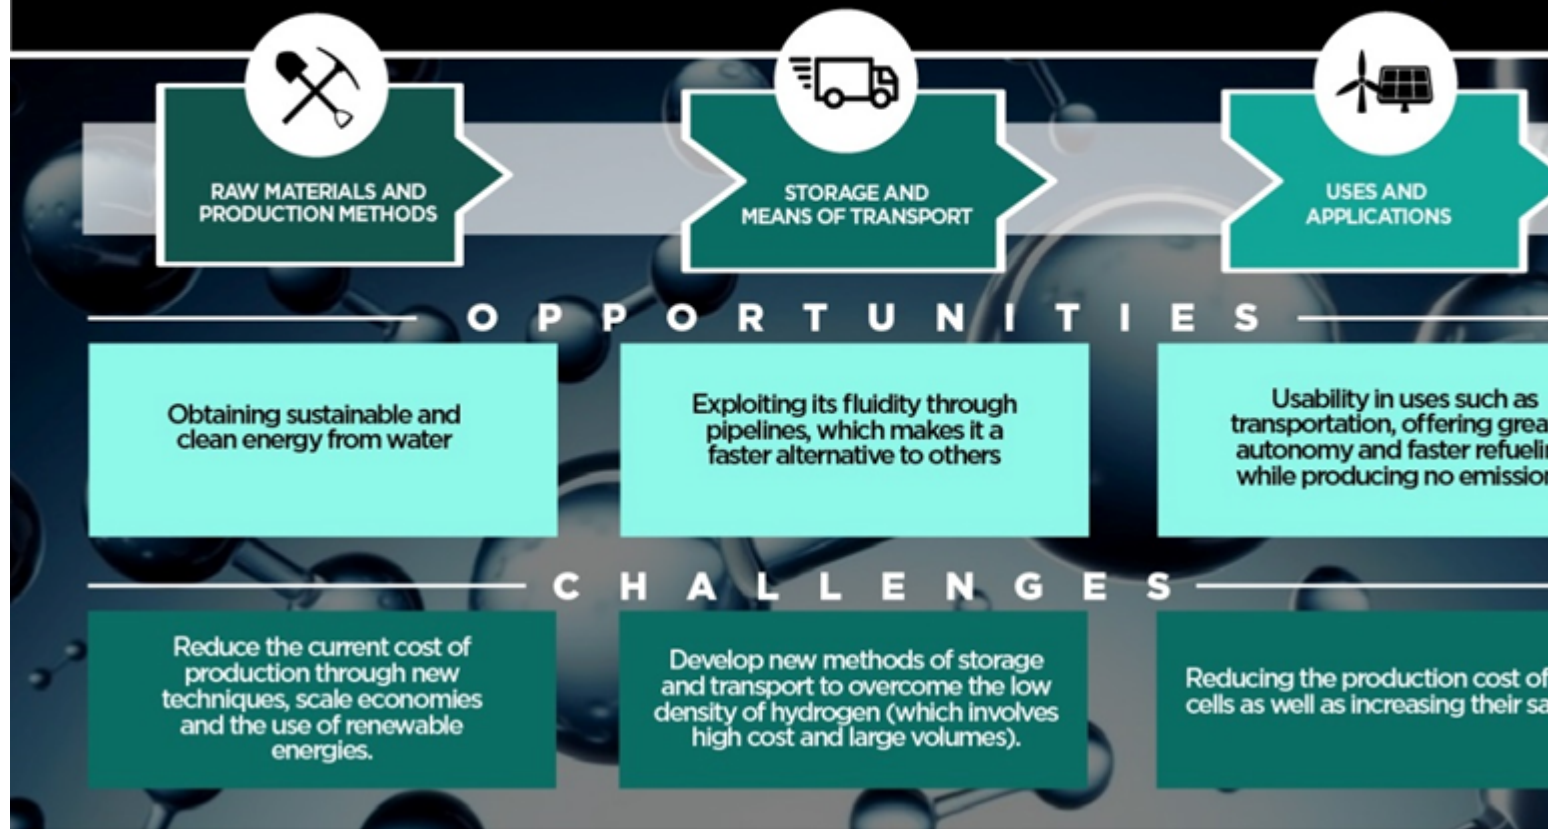 RAW MATERIALS AND
PRODUCTION METHODS
STORAGE AND
MEANS OF TRANSPORT
USES AND
APPLICATIONS
OPPORTUNITIES
Obtaining sustainable and
clean energy from water
Exploiting its fluidity through
pipelines, which makes it a
faster alternative to others
Usability in uses such as
transportation, offering
autonomy and faster
while producing no
CHALLENGES
Reduce the current cost of
production through new
techniques, scale economies
and the use of renewable
energies.
Develop new methods of storage
and transport to overcome the low
density of hydrogen (which involves
high cost and large volumes).
Reducing the production cost of
cells as well as increasing their